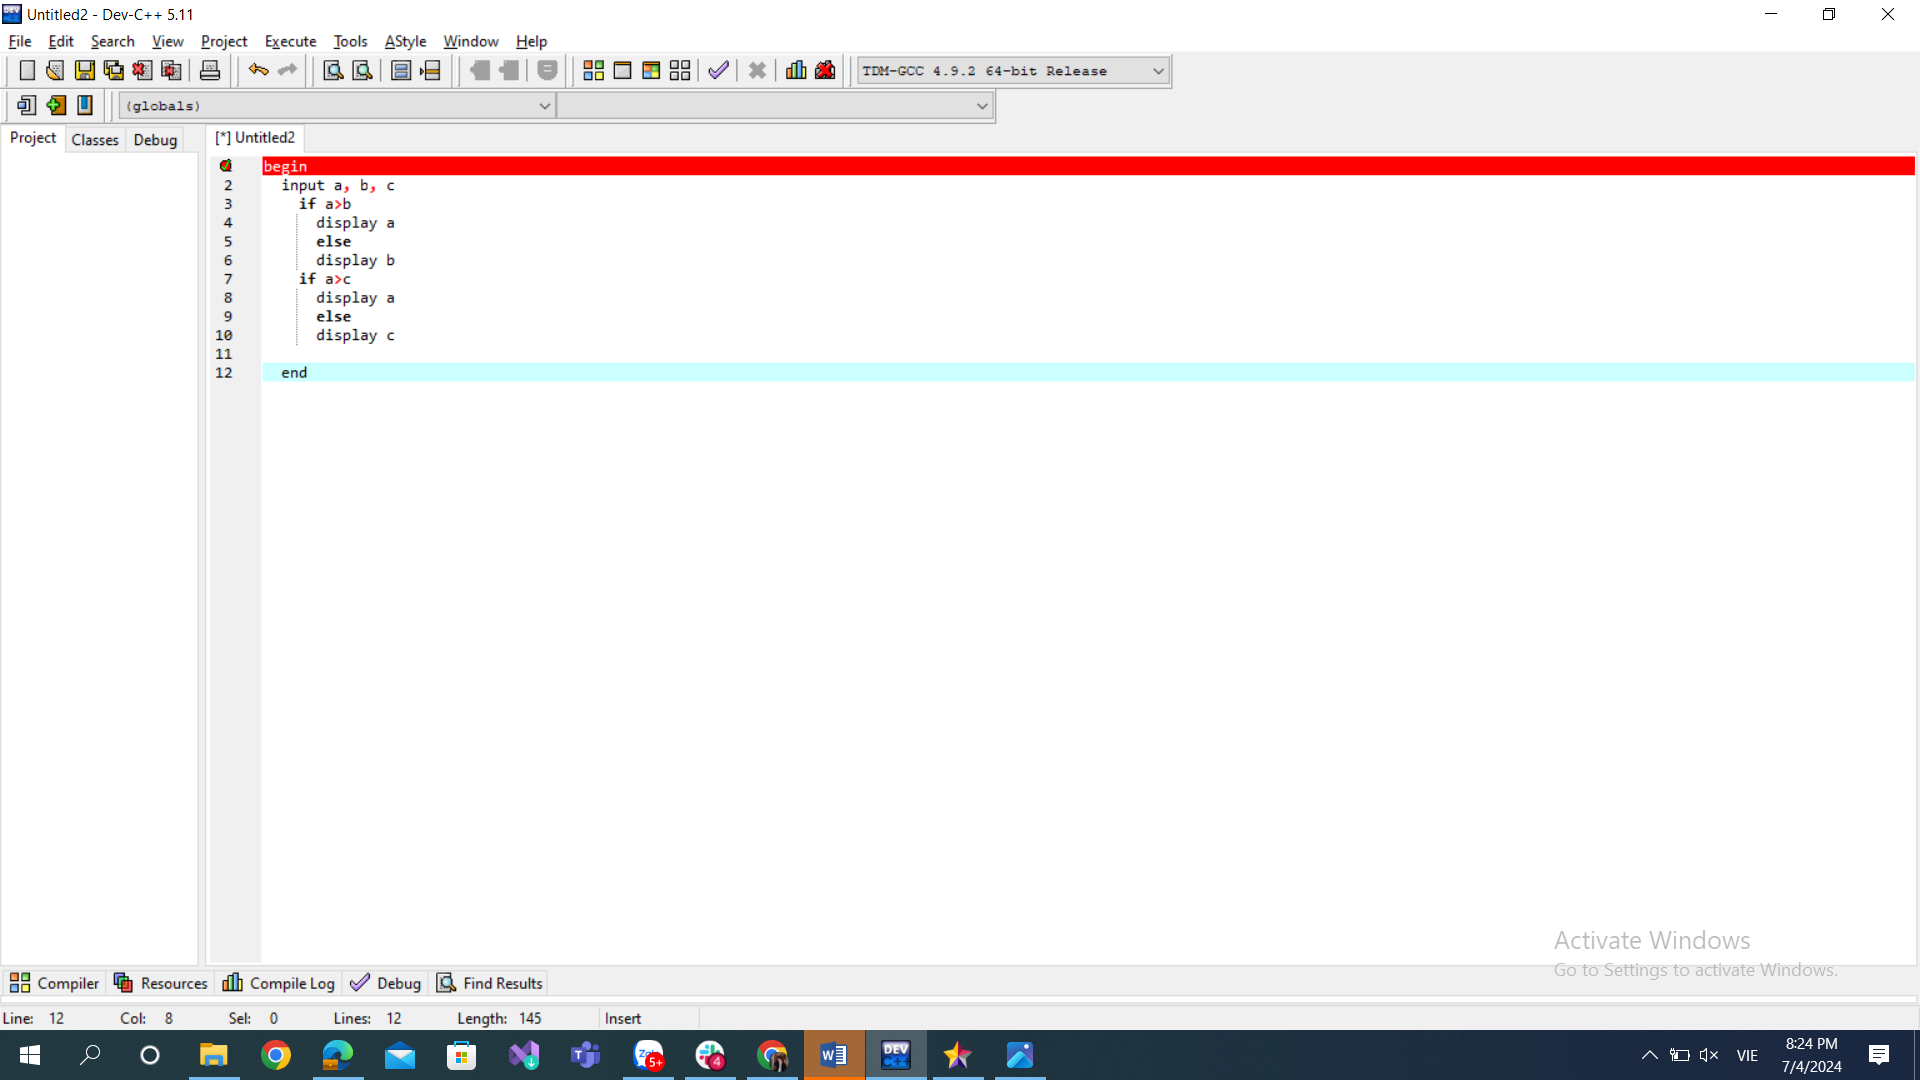 Untitled2 - Dev-C++ 5.11
File Edit Search View Project Execute Tools AStyle Window Help
TDM-GCC 4.9.2 64-bit Release
(globals)
Project Classes Debug [*] Untitled2
begin
2 input a, b, c
3 if a>b
4 display a
5 else
6 display b
7 if a>c
8 display a
9 else
10 display c
11
12 end
Activate Windows
Go to Settings to activate Windows.
Compiler Resources Compile Log Debug Find Results
Line: 12 Col: 8 Sel: 0 Lines: 12 Length: 145 Insert
VIE
8:24 PM
7/4/2024